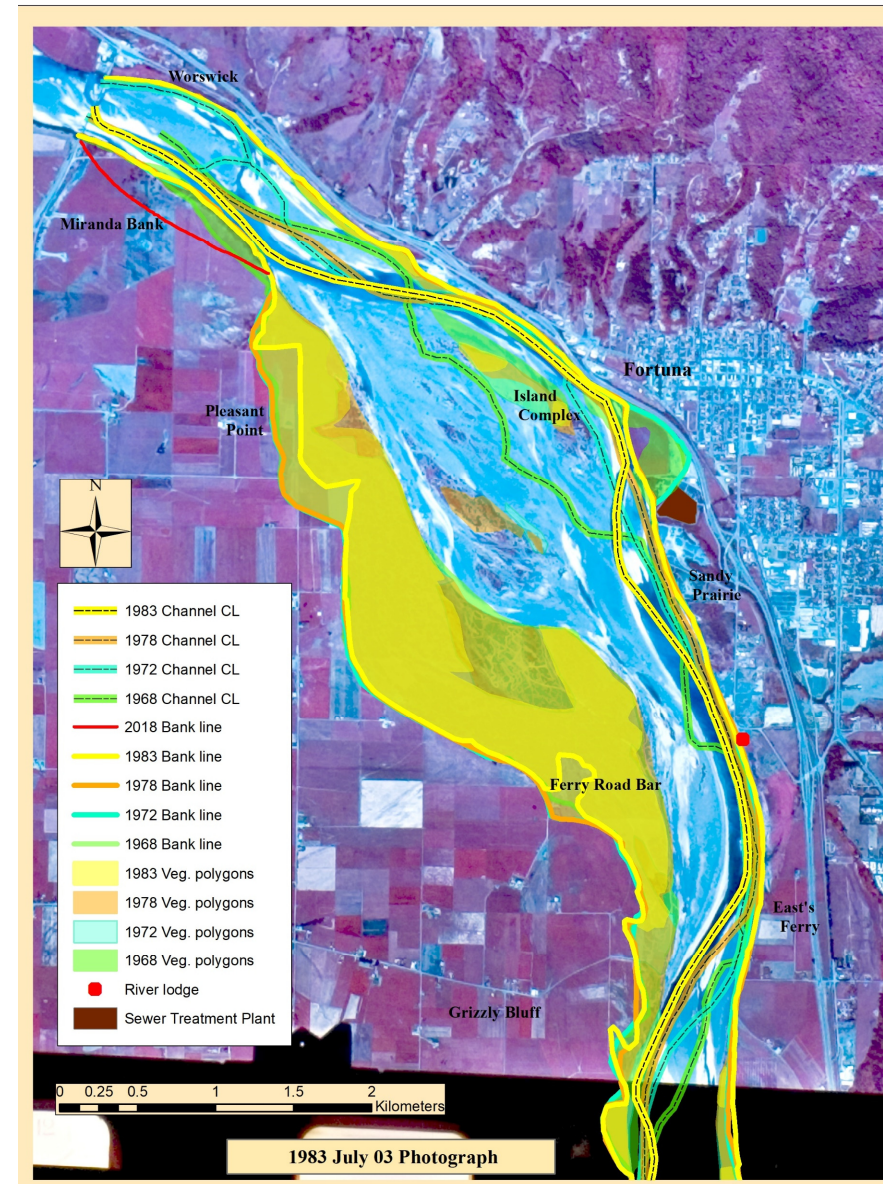 Worswick
Miranda Bank
Fortuna
Island
Complex
Pleasant
Point
N
Sandy
Prairie
1983 Channel CL
1978 Channel CL
1972 Channel CL
1968 Channel CL
2018 Bank line
1983 Bank line
1978 Bank line
1972 Bank line
1968 Bank line
1983 Veg. polygons
1978 Veg. polygons
1972 Veg. polygons
1968 Veg. polygons
River lodge
Sewer Treatment Plant
Ferry Road Bar
East's
Ferry
Grizzly Bluff
0 0.25 0.5 1 1.5 2
Kilometers
1983 July 03 Photograph